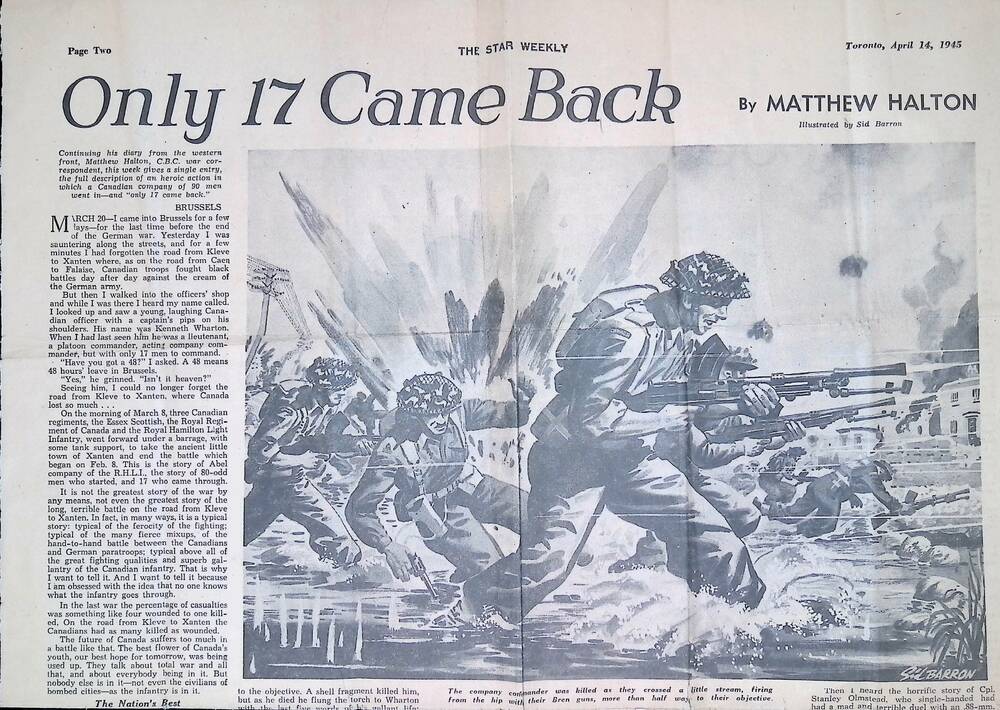 Page Two
THE STAR WEEKLY
Toronto, April 14, 1945
Only 17 Came Back
By MATTHEW HALTON
Illustrated by Sid Barron
Continuing his diary from the western
front, Matthew Halton, C.B.C. war cor-
respondent, this week gives a single entry,
the full description of an heroic action in
which a Canadian company of 90 men
went in—and "only 17 came back."
BRUSSELS
MARCH 20—I came into Brussels for a few
days—for the last time before the end
of the German war. Yesterday I was
sauntering along the streets, and for a few
minutes I had forgotten the road from Kleve
to Xanten where, as on the road from Caen
to Falaise, Canadian troops fought black
battles day after day against the cream of
the German army.
But then I walked into the officers' shop
and while I was there I heard my name called.
I looked up and saw a young, laughing Cana-
dian officer with a captain's pips on his
shoulders. His name was Kenneth Wharton.
When I had last seen him he was a lieutenant,
a platoon commander, acting company com-
mander, but with only 17 men to command.
"Have you got a 48?" I asked. A 48 means
48 hours' leave in Brussels.
"Yes," he grinned. "Isn't it heaven?"
Seeing him, I could no longer forget the
road from Kleve to Xanten, where Canada
lost so much . . .
On the morning of March 8, three Canadian
regiments, the Essex Scottish, the Royal Regi-
ment of Canada and the Royal Hamilton Light
Infantry, went forward under a barrage, with
some tank support, to take the ancient little
town of Xanten and end the battle which
began on Feb. 8. This is the story of Abel
company of the R.H.L.I., the story of 80-odd
men who started, and 17 who came through.
It is not the greatest story of the war by
any means, not even the greatest story of the
long, terrible battle on the road from Kleve
to Xanten. In fact, in many ways, it is a typical
story: typical of the ferocity of the fighting;
typical of the many fierce mixups, of the
hand-to-hand battle between the Canadians
and German paratroops; typical above all of
the great fighting qualities and superb gal-
lantry of the Canadian infantry. That is why
I want to tell it. And I want to tell it because
I am obsessed with the idea that no one knows
what the infantry goes through.
In the last war the percentage of casualties
was something like four wounded to one kill-
ed. On the road from Kleve to Xanten the
Canadians had as many killed as wounded.
The future of Canada suffers too much in
a battle like that. The best flower of Canada's
youth, our best hope for tomorrow, was being
used up. They talk about total war and all
that, and about everybody being in it. But
nobody else is in it—not even the civilians of
bombed cities—as the infantry is in it.
The Nation's Best
Sid BARRON
to the objective. A shell fragment killed him,
but as he died he flung the torch to Wharton
with the last few words of his gallant life:
The company commander was killed as they crossed a little stream, firing
from the hip with their Bren guns, more than half way to their objective.
Then I heard the horrific story of Cpl.
Stanley Olmstead, who single-handed had
had a mad and terrible duel with an .88-mm.